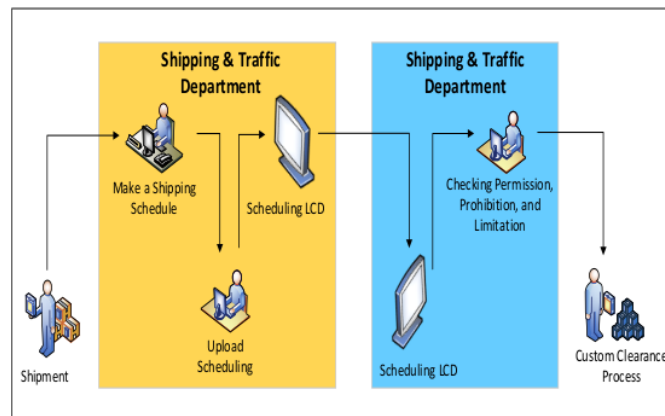 Shipping & Traffic
Department
Make a Shipping
Schedule
Scheduling LCD
Upload
Scheduling
Shipment
Shipping & Traffic
Department
Checking Permission,
Prohibition, and
Limitation
Scheduling LCD
Custom Clearance
Process